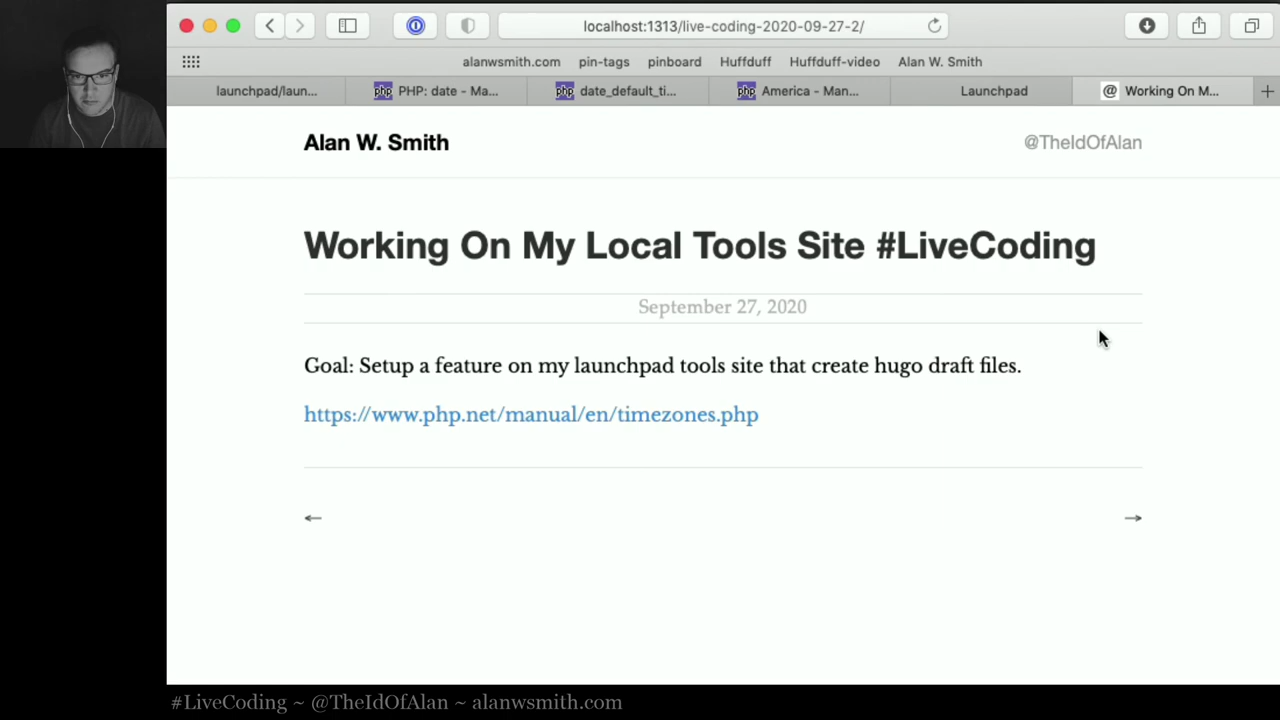 localhost:1313/live-coding-2020-09-27-2/
alanwsmith.com pin-tags pinboard Huffduff Huffduff-video Alan W. Smith
launchpad/laun... php PHP: date - Ma... php date_default_ti... php America - Man... Launchpad @ Working On M...
Alan W. Smith @TheIdOfAlan
Working On My Local Tools Site #LiveCoding
September 27, 2020
Goal: Setup a feature on my launchpad tools site that create hugo draft files.
https://www.php.net/manual/en/timezones.php
#LiveCoding ~ @TheIdOfAlan ~ alanwsmith.com